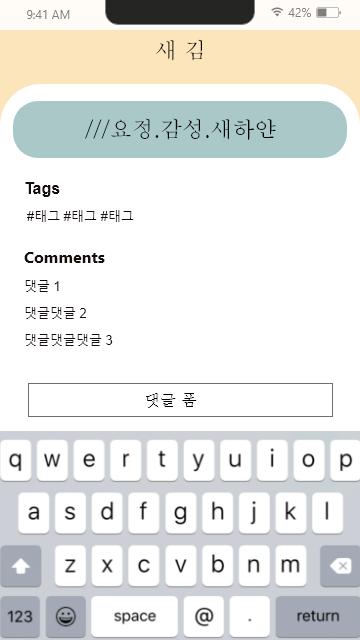 9:41 AM 42%
새 김
///요정.감성.새하얀
Tags
#태그 #태그 #태그
Comments
댓글 1
댓글댓글 2
댓글댓글댓글 3
댓글 폼
q w e r t y u i o p
a s d f g h j k l
z x c v b n m
123 space @ . return